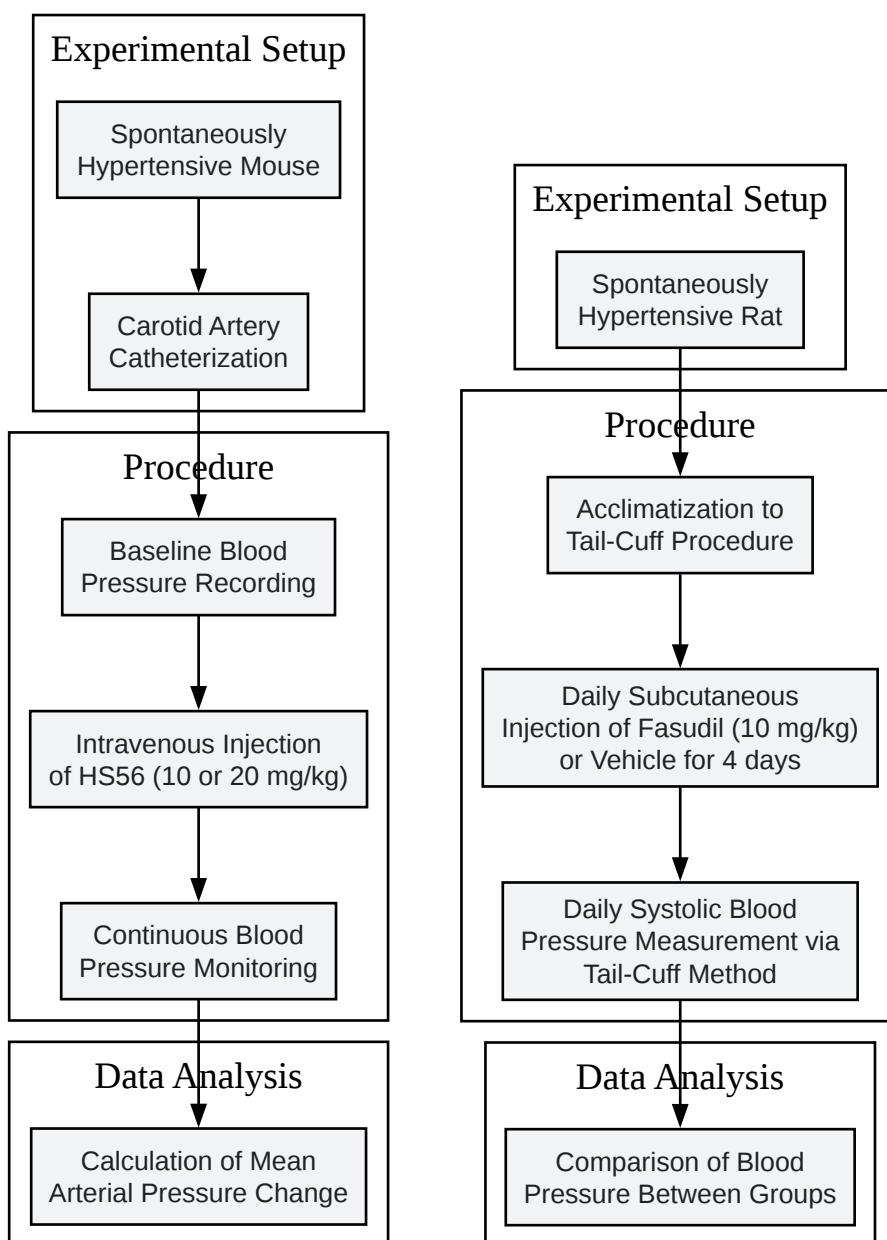 Experimental Setup
Spontaneously
Hypertensive Mouse
Carotid Artery
Catheterization
Procedure
Baseline Blood
Pressure Recording
Intravenous Injection
of HS56 (10 or 20 mg/kg)
Continuous Blood
Pressure Monitoring
Data Analysis
Calculation of Mean
Arterial Pressure Change
Experimental Setup
Spontaneously
Hypertensive Rat
Procedure
Acclimatization to
Tail-Cuff Procedure
Daily Subcutaneous
Injection of Fasudil (10 mg/kg)
or Vehicle for 4 days
Daily Systolic Blood
Pressure Measurement via
Tail-Cuff Method
Data Analysis
Comparison of Blood
Pressure Between Groups